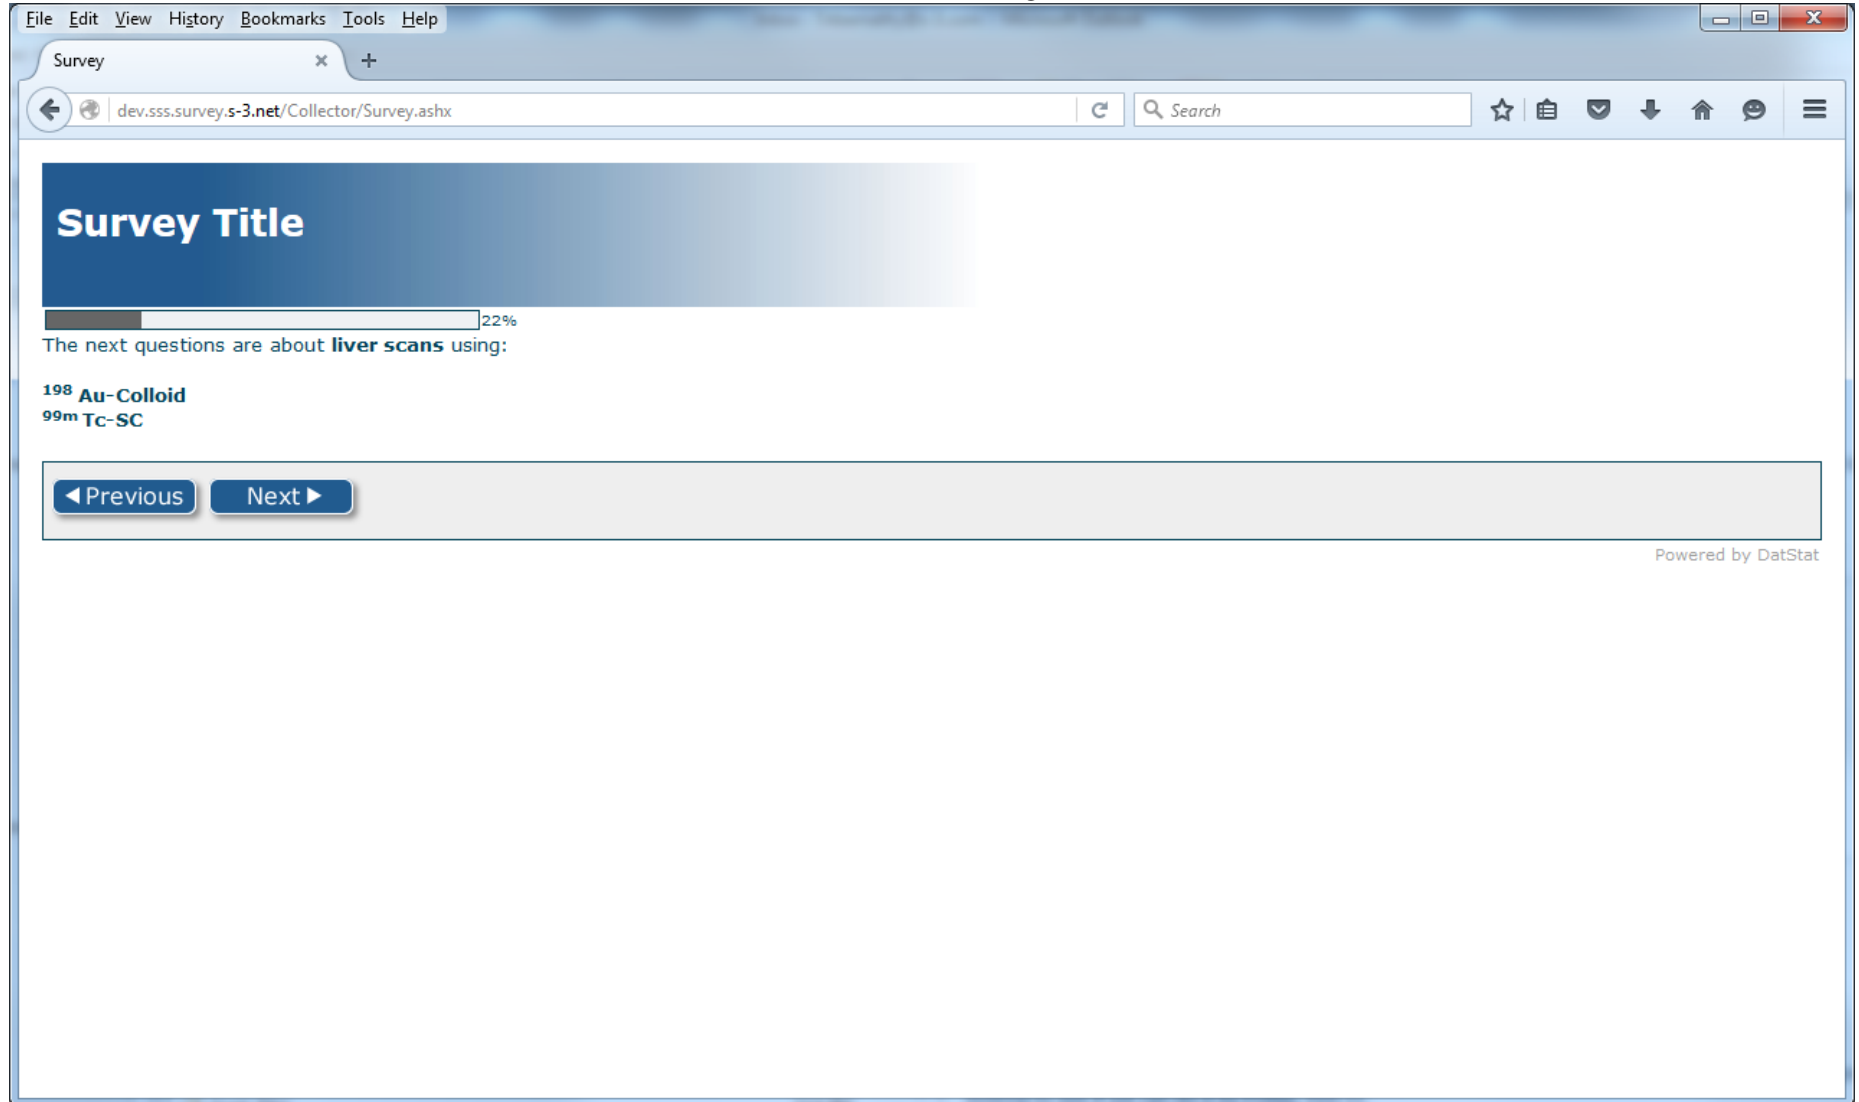 File Edit View History Bookmarks Tools Help
Survey
dev.sss.survey.s-3.net/Collector/Survey.ashx
Search
Survey Title
22%
The next questions are about liver scans using:
198 Au-Colloid
99m Tc-SC
Previous Next
Powered by DatStat